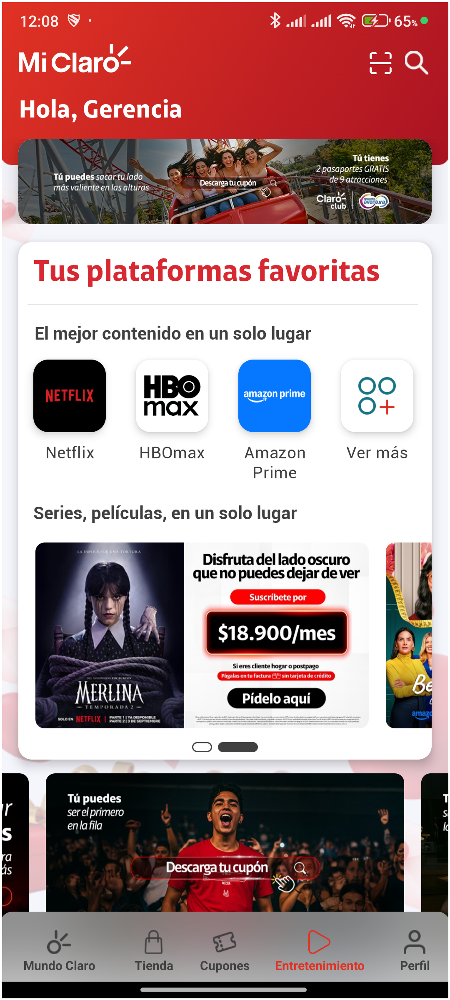 12:08
65%
Mi Claro
Hola, Gerencia
Tú puedes sacar tu lado
más valiente en las alturas
Descarga tu cupón
Tú tienes
2 pasaportes GRATIS
de 9 atracciones
Claro club
mundo aventura
Tus plataformas favoritas
El mejor contenido en un solo lugar
NETFLIX
HBO max
amazon prime
Netflix
HBOmax
Amazon Prime
Ver más
Series, películas, en un solo lugar
LA ESPERA FUE UNA TORTURA
DEL VISIONARIO TIM BURTON
MERLINA
TEMPORADA 2
SOLO EN NETFLIX | PARTE 1 | YA DISPONIBLE
PARTE 2 | 3 DE SEPTIEMBRE
Disfruta del lado oscuro
que no puedes dejar de ver
Suscríbete por
$18.900/mes
Si eres cliente hogar o postpago
Págalas en tu factura sin tarjeta de crédito
Pídelo aquí
Be
amazo
Tú puedes
ser el primero
en la fila
Descarga tu cupón
Mundo Claro
Tienda
Cupones
Entretenimiento
Perfil